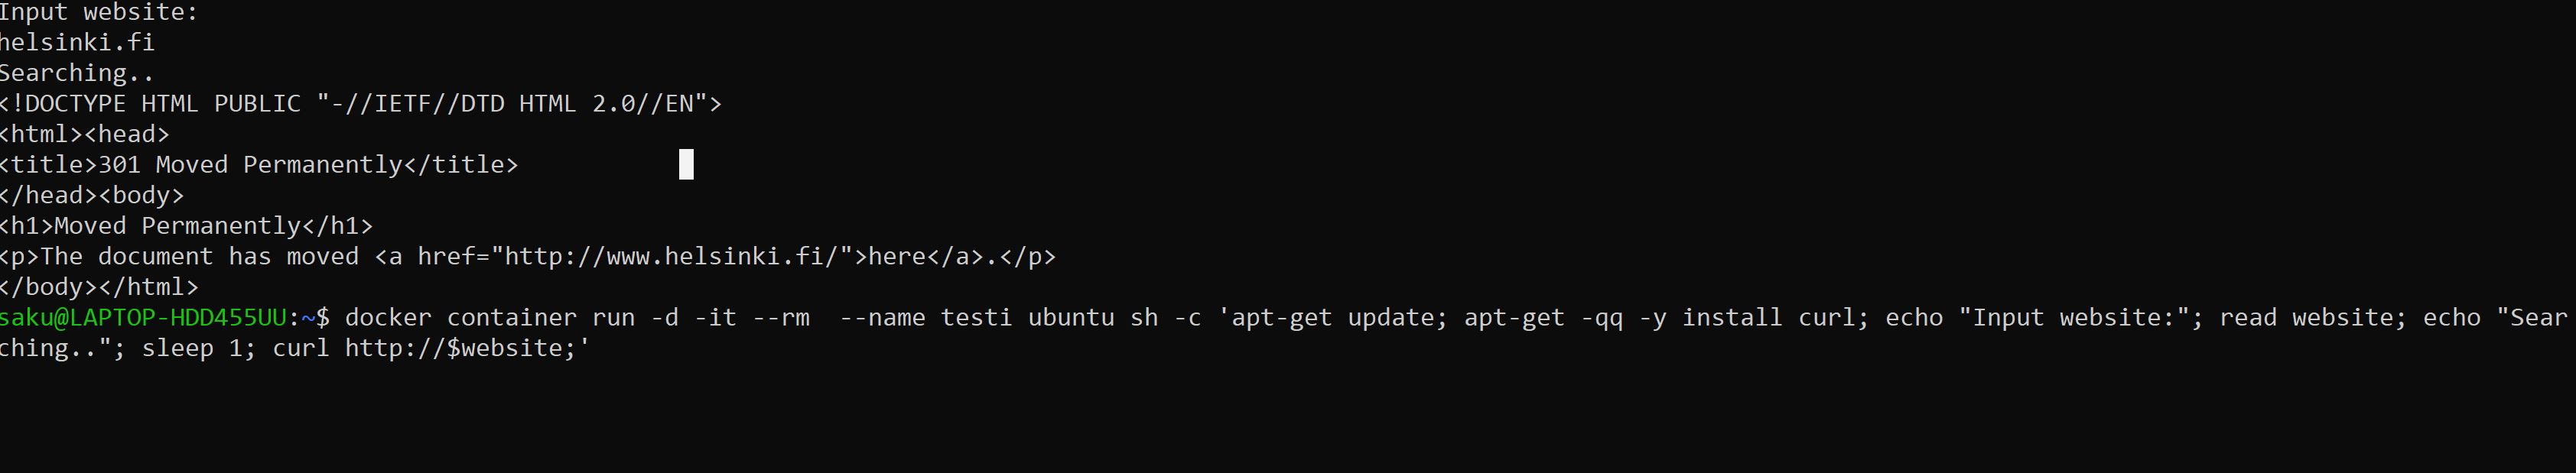 Input website:
helsinki.fi
Searching..
<!DOCTYPE HTML PUBLIC "-//IETF//DTD HTML 2.0//EN">
<html><head>
<title>301 Moved Permanently</title>
</head><body>
<h1>Moved Permanently</h1>
<p>The document has moved <a href="http://www.helsinki.fi/">here</a>.</p>
</body></html>
saku@LAPTOP-HDD455UU:~$ docker container run -d -it --rm  --name testi ubuntu sh -c 'apt-get update; apt-get -qq -y install curl; echo "Input website:"; read website; echo "Sear
ching.."; sleep 1; curl http://$website;'